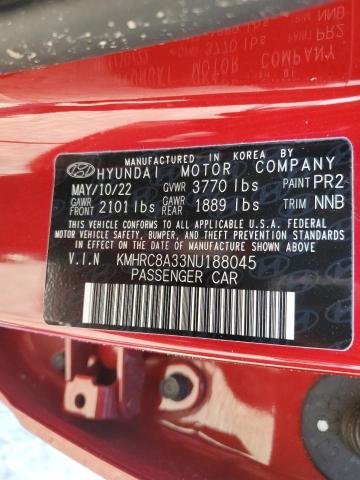 MANUFACTURED IN KOREA BY
HYUNDAI MOTOR COMPANY
MAY/10/22 GVWR 3770 lbs PAINT PR2
GAWR FRONT 2101 lbs GAWR REAR 1889 lbs TRIM NNB
THIS VEHICLE CONFORMS TO ALL APPLICABLE U.S. FEDERAL
MOTOR VEHICLE SAFETY, BUMPER, AND THEFT PREVENTION
STANDARDS IN EFFECT ON THE DATE OF MANUFACTURE SHOWN ABOVE.
V.I.N KMHRC8A33NU188045
PASSENGER CAR